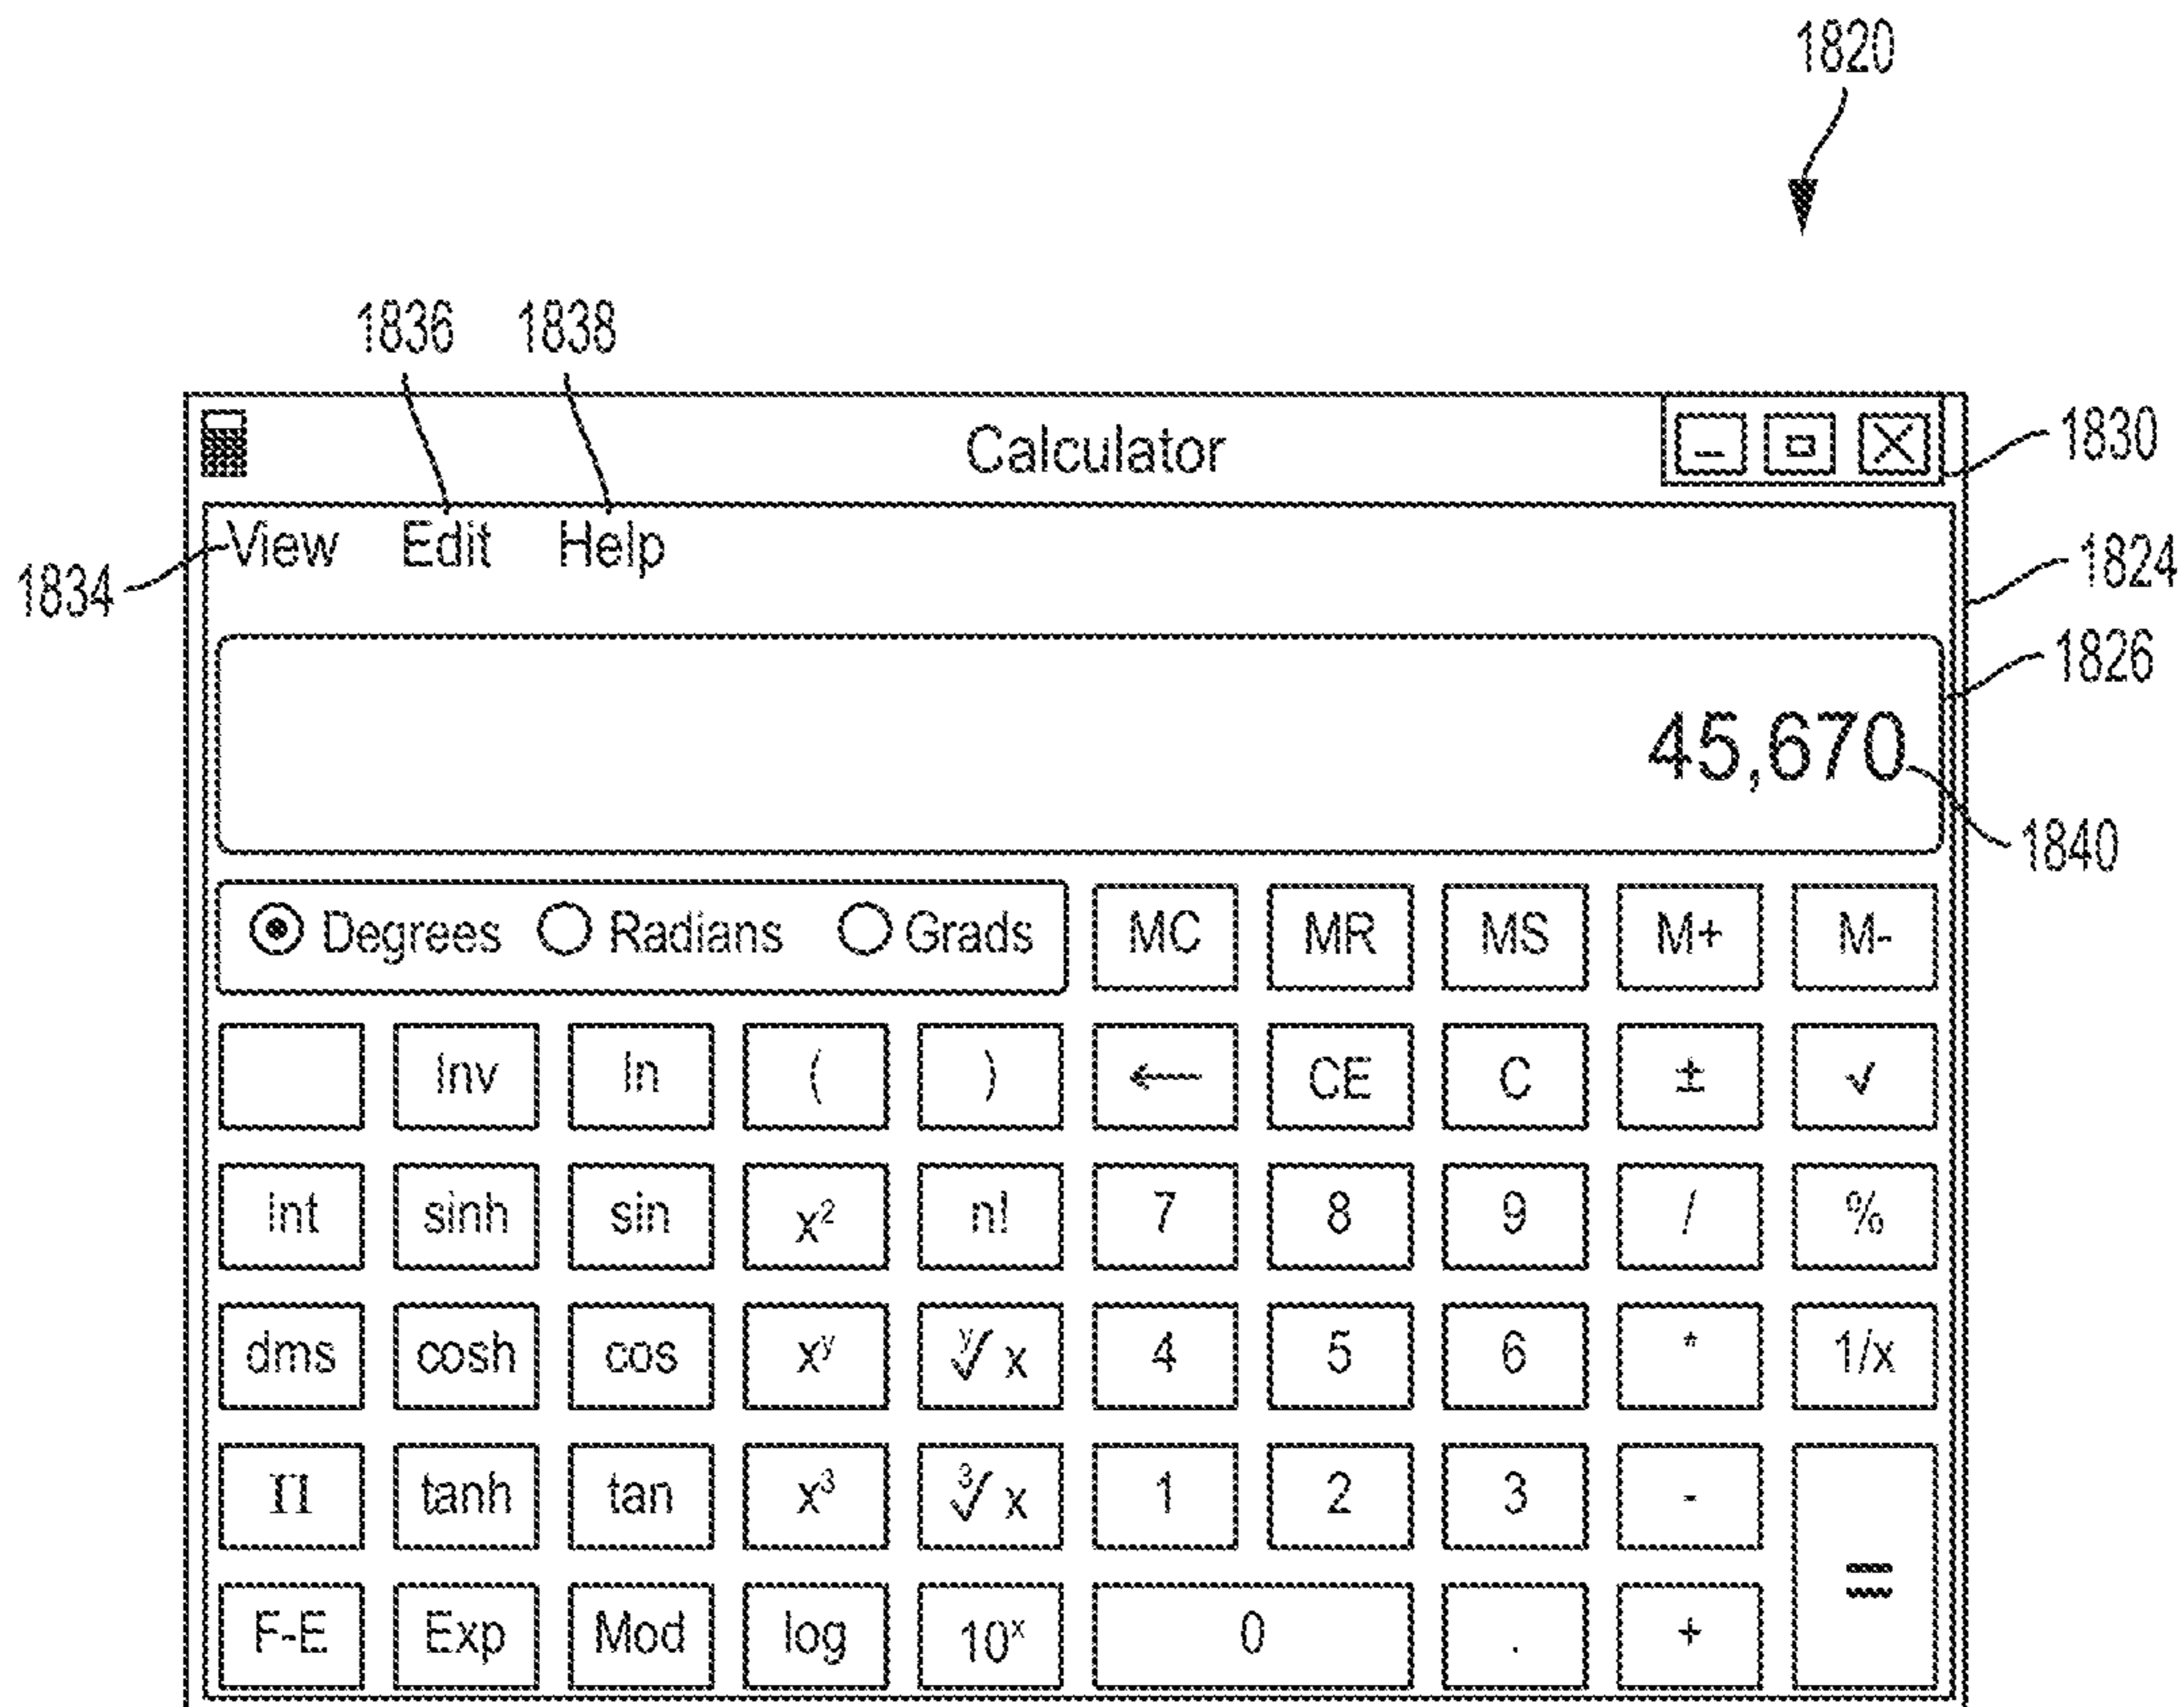 1820
1836 1838
Calculator
1830
View Edit Help
1834
1824
1826
45,670
1840
Degrees Radians Grads MC MR MS M+ M-
Inv ln ( ) ← CE C ± √
Int sinh sin x² n! 7 8 9 / %
dms cosh cos xʸ ʸ√x 4 5 6 * 1/x
Π tanh tan x³ ³√x 1 2 3 -
=
F-E Exp Mod log 10ˣ 0 . +